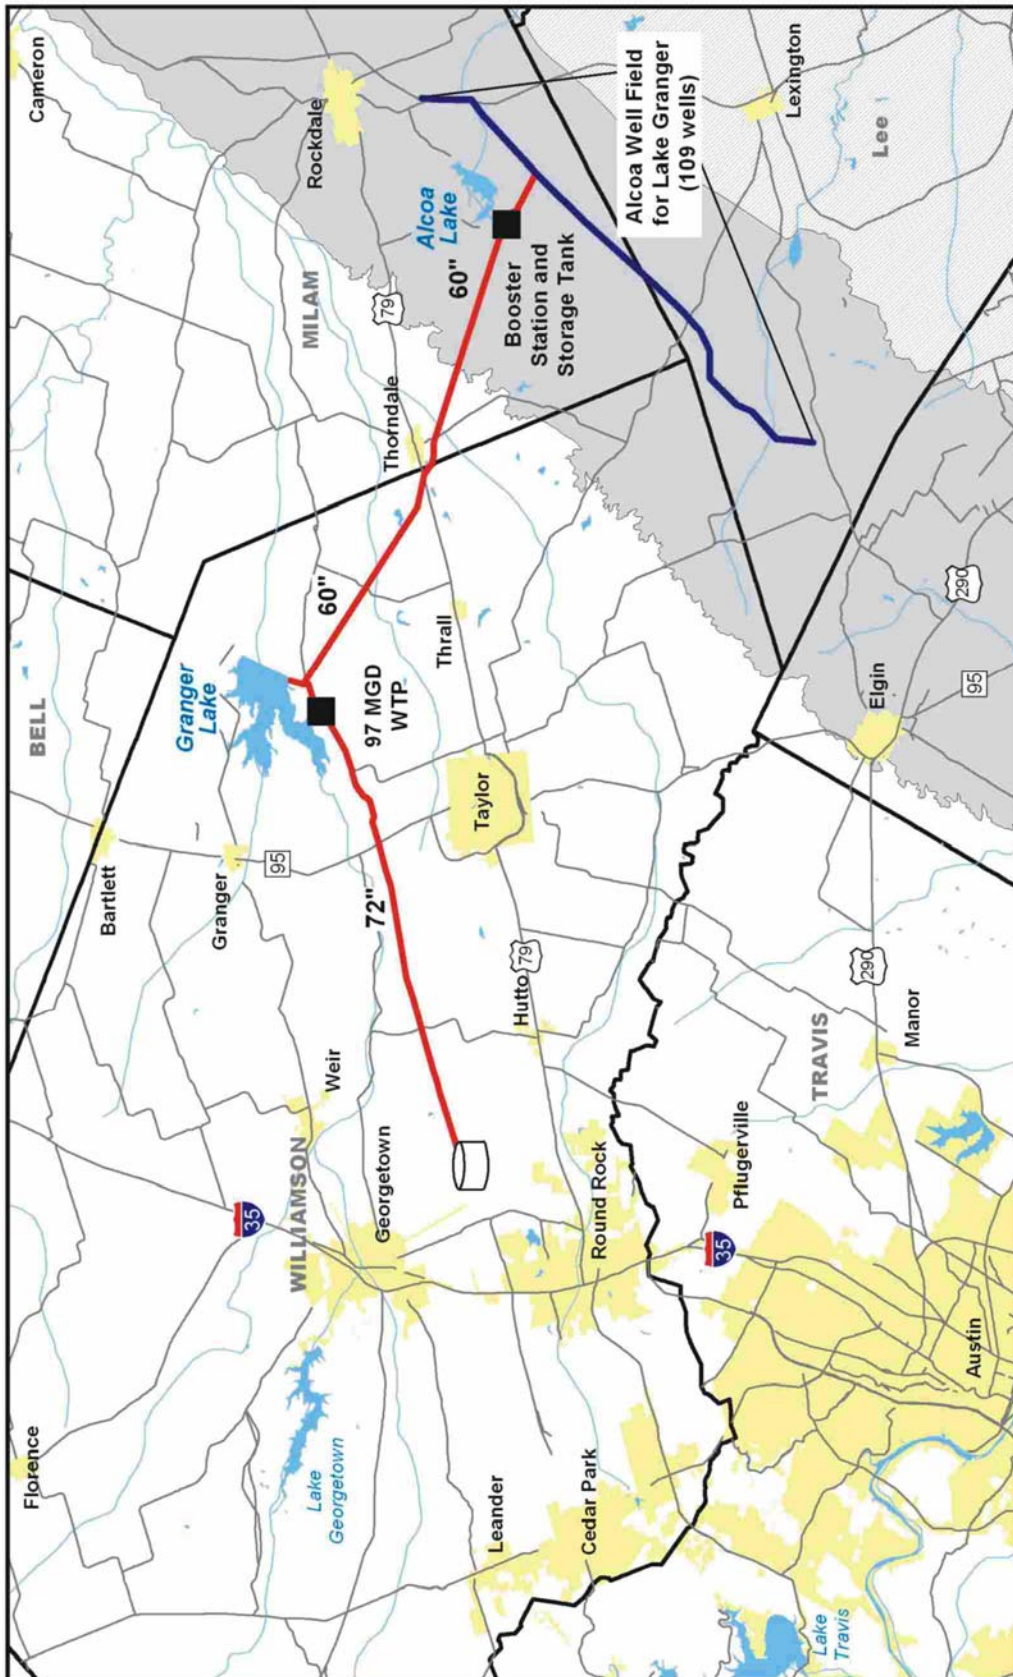 Florence
Lake
Georgetown
Leander
Cedar Park
Lake
Travis
Austin
35
WILLIAMSON
Georgetown
Weir
Round Rock
35
Pflugerville
TRAVIS
Manor
290
Hutto
79
72"
Bartlett
Granger
95
Taylor
BELL
Granger
Lake
97 MGD
WTP
Thrall
Elgin
95
290
60"
Thorndale
79
MILAM
60"
Booster
Station and
Storage Tank
Alcoa
Lake
Rockdale
Cameron
Alcoa Well Field
for Lake Granger
(109 wells)
Lexington
Lee